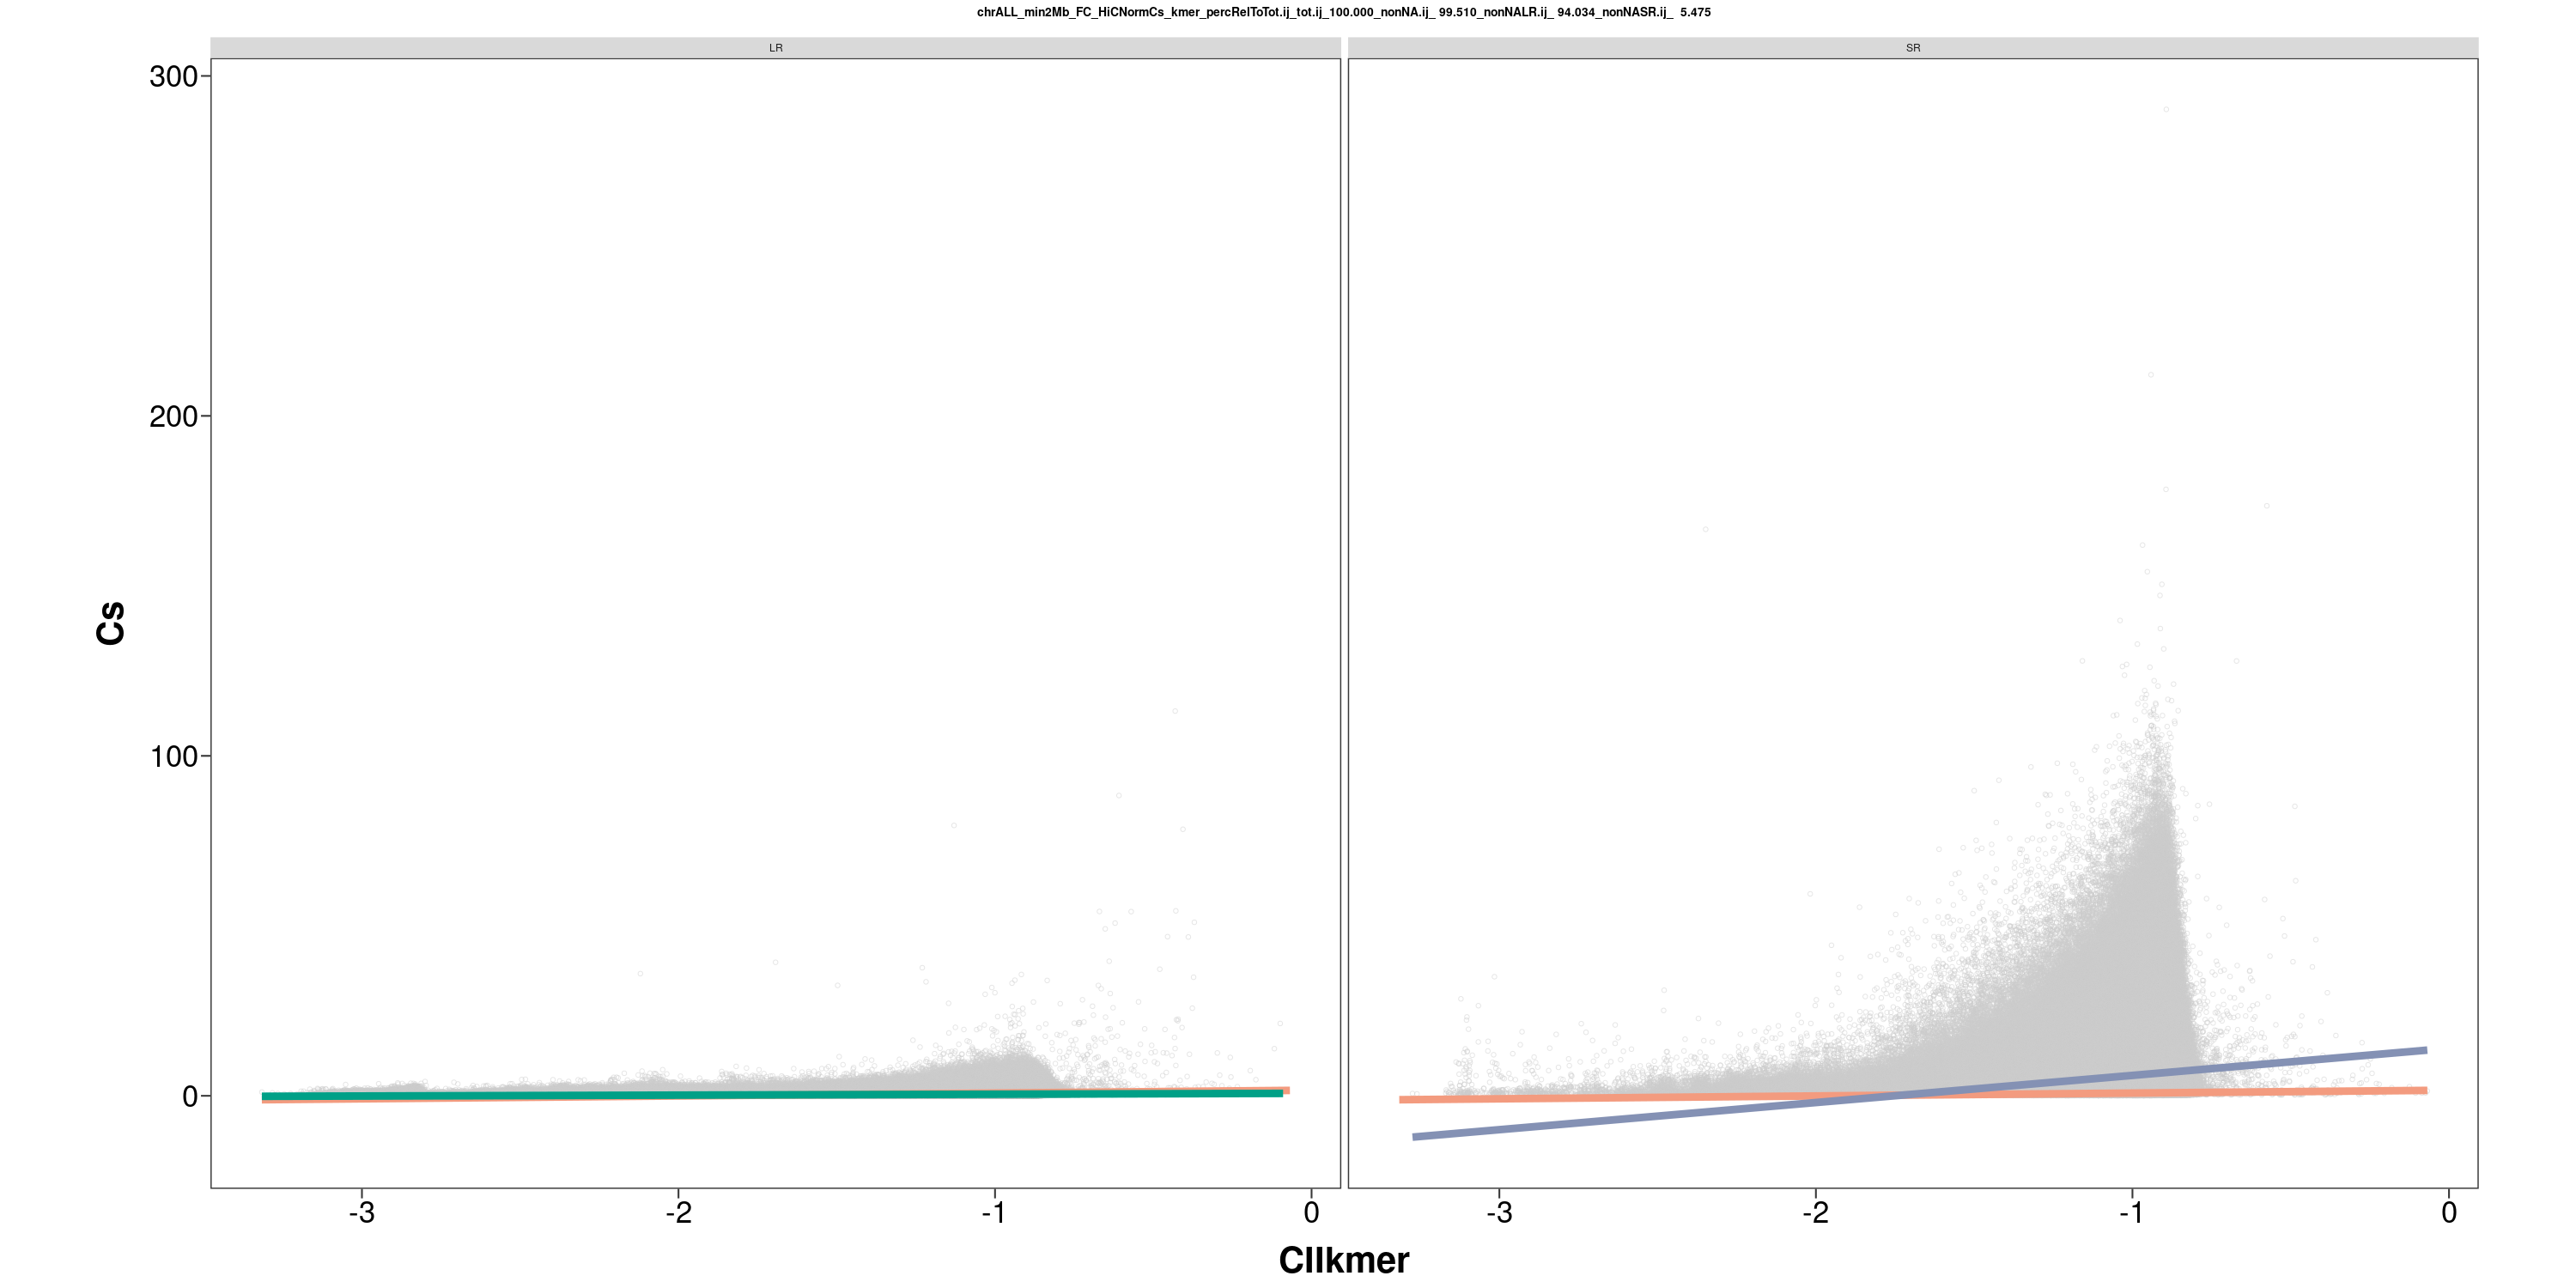 chrALL_min2Mb_FC_HiCNormCs_kmer_percRelToTot.ij_tot.ij_100.000_nonNA.ij_ 99.510_nonNALR.ij_ 94.034_nonNASR.ij_  5.475
LR
SR
300
200
100
0
Cs
-3
-2
-1
0
-3
-2
-1
0
CIIkmer